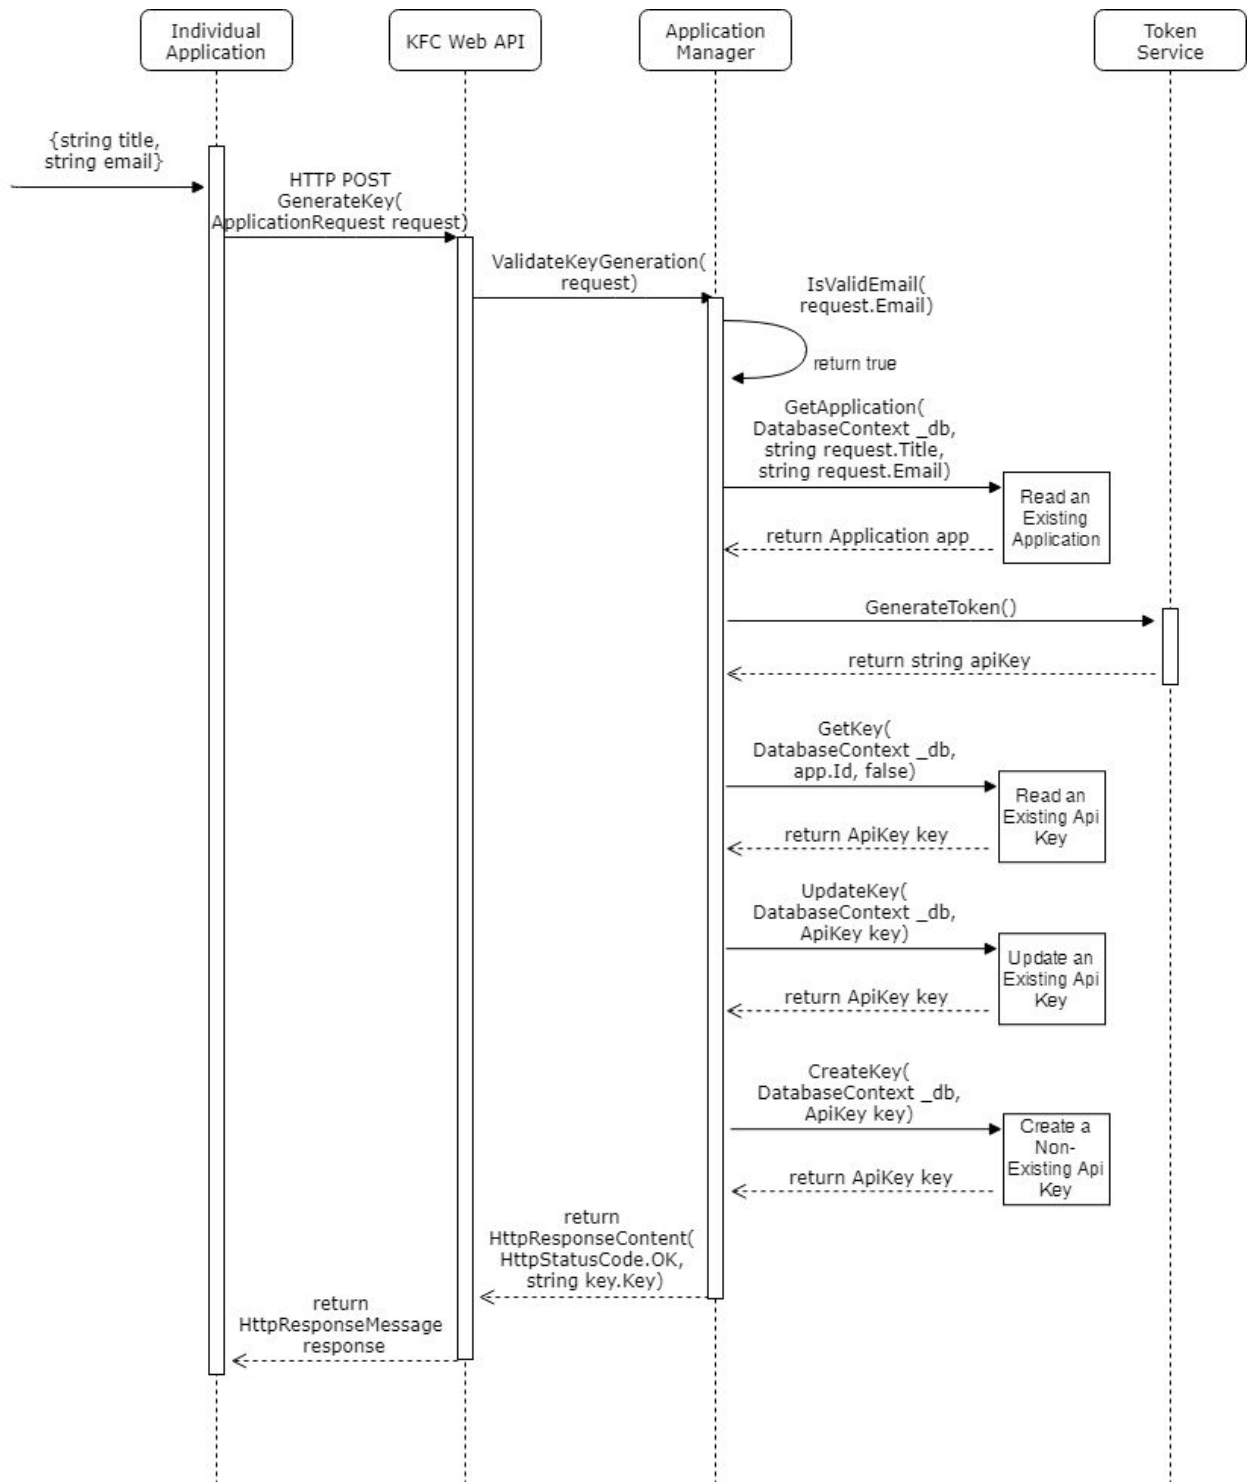 Individual
Application
KFC Web API
Application
Manager
Token
Service
{string title,
string email}
HTTP POST
GenerateKey(
ApplicationRequest request)
ValidateKeyGeneration(
request)
IsValidEmail(
request.Email)
return true
GetApplication(
DatabaseContext _db,
string request.Title,
string request.Email)
Read an
Existing
Application
return Application app
GenerateToken()
return string apiKey
GetKey(
DatabaseContext _db,
app.Id, false)
Read an
Existing Api
Key
return ApiKey key
UpdateKey(
DatabaseContext _db,
ApiKey key)
Update an
Existing Api
Key
return ApiKey key
CreateKey(
DatabaseContext _db,
ApiKey key)
Create a
Non-
Existing Api
Key
return ApiKey key
return
HttpResponseContent(
HttpStatusCode.OK,
string key.Key)
return
HttpResponseMessage
response